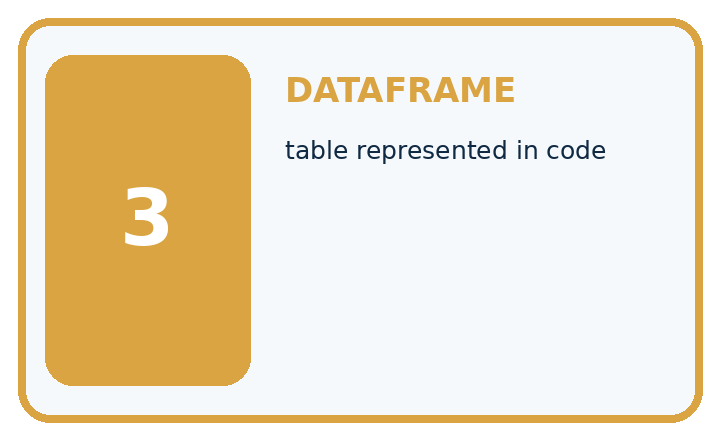 3
DATAFRAME
table represented in code